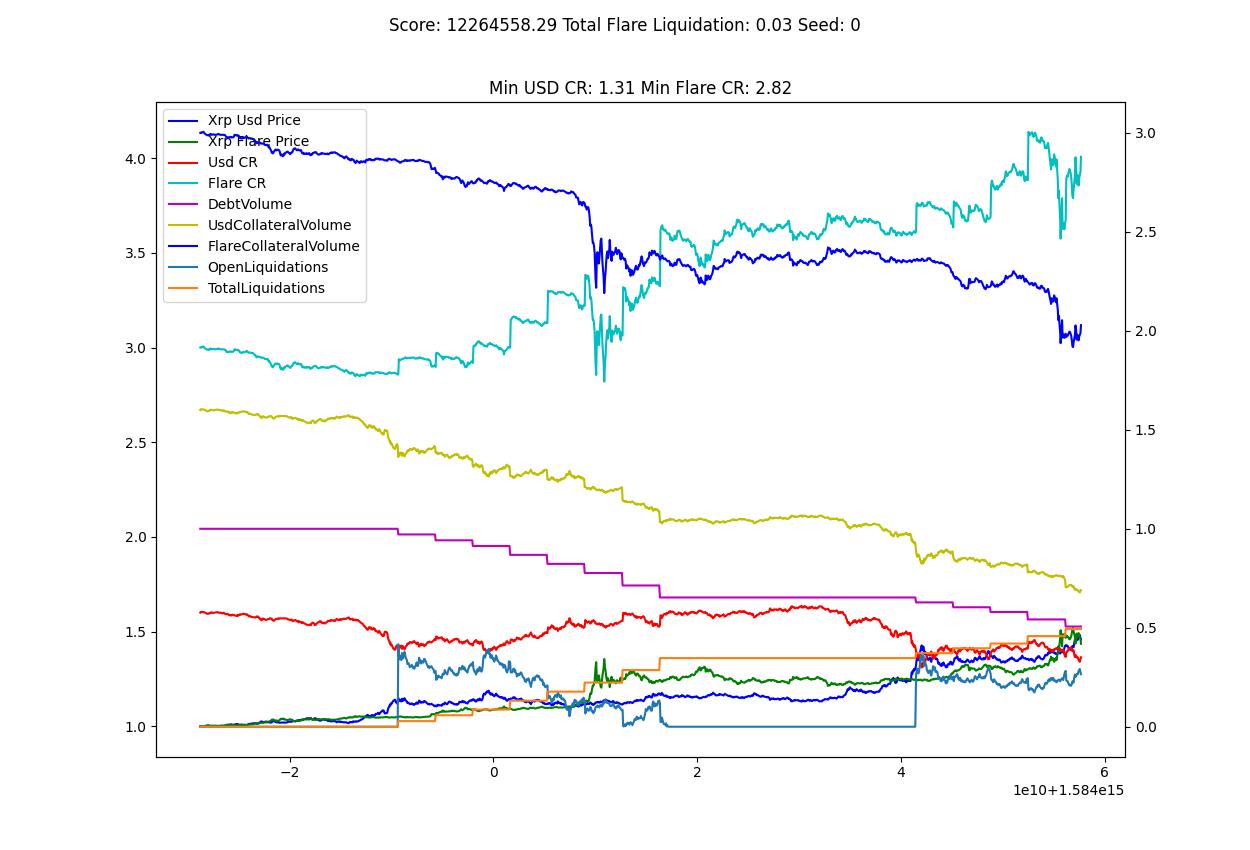 Score: 12264558.29 Total Flare Liquidation: 0.03 Seed: 0
Min USD CR: 1.31 Min Flare CR: 2.82
Xrp Usd Price
Xrp Flare Price
Usd CR
Flare CR
DebtVolume
UsdCollateralVolume
FlareCollateralVolume
OpenLiquidations
TotalLiquidations
4.0
3.5
3.0
2.5
2.0
1.5
1.0
3.0
2.5
2.0
1.5
1.0
0.5
0.0
−2
0
2
4
6
1e10+1.584e15